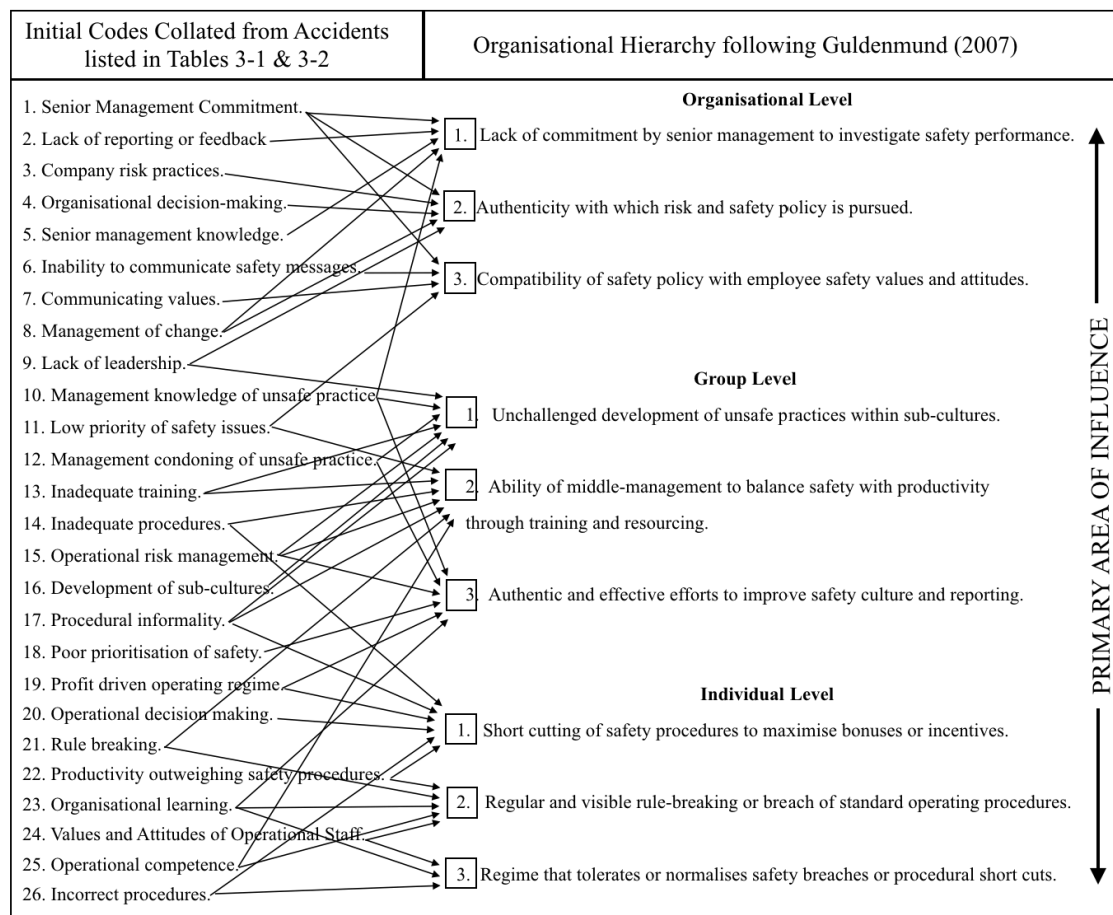 Initial Codes Collated from Accidents
listed in Tables 3-1 & 3-2
Organisational Hierarchy following Guldenmund (2007)
1. Senior Management Commitment.
2. Lack of reporting or feedback
3. Company risk practices.
4. Organisational decision-making.
5. Senior management knowledge.
6. Inability to communicate safety messages.
7. Communicating values.
8. Management of change.
9. Lack of leadership.
10. Management knowledge of unsafe practice
11. Low priority of safety issues.
12. Management condoning of unsafe practice.
13. Inadequate training.
14. Inadequate procedures.
15. Operational risk management.
16. Development of sub-cultures.
17. Procedural informality.
18. Poor prioritisation of safety.
19. Profit driven operating regime.
20. Operational decision making.
21. Rule breaking.
22. Productivity outweighing safety procedures.
23. Organisational learning.
24. Values and Attitudes of Operational Staff.
25. Operational competence.
26. Incorrect procedures.
Organisational Level
1. Lack of commitment by senior management to investigate safety performance.
2. Authenticity with which risk and safety policy is pursued.
3. Compatibility of safety policy with employee safety values and attitudes.
Group Level
1. Unchallenged development of unsafe practices within sub-cultures.
2. Ability of middle-management to balance safety with productivity
through training and resourcing.
3. Authentic and effective efforts to improve safety culture and reporting.
Individual Level
1. Short cutting of safety procedures to maximise bonuses or incentives.
2. Regular and visible rule-breaking or breach of standard operating procedures.
3. Regime that tolerates or normalises safety breaches or procedural short cuts.
PRIMARY AREA OF INFLUENCE